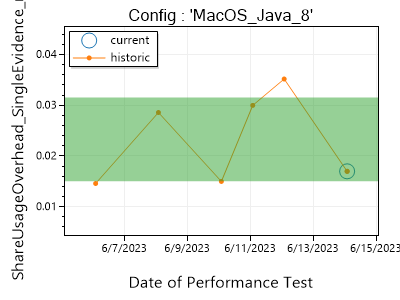 Config : 'MacOS_Java_8'
ShareUsageOverhead_SingleEvidence_
current
historic
0.04
0.03
0.02
0.01
6/7/2023
6/9/2023
6/11/2023
6/13/2023
6/15/2023
Date of Performance Test